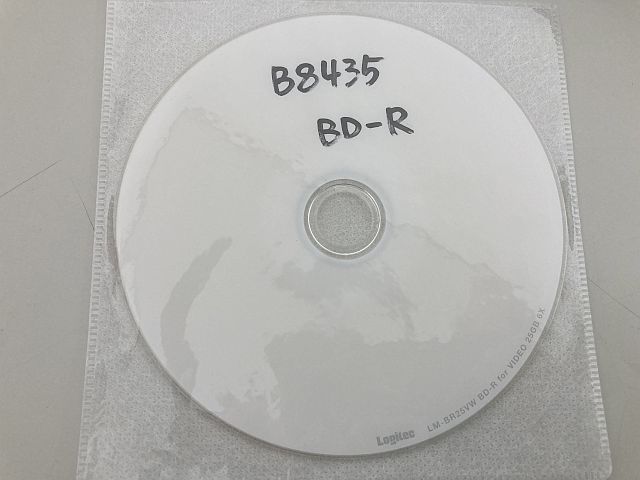 B8435
BD-R
Logitec
LM-BR25VW BD-R for VIDEO 25GB 6X